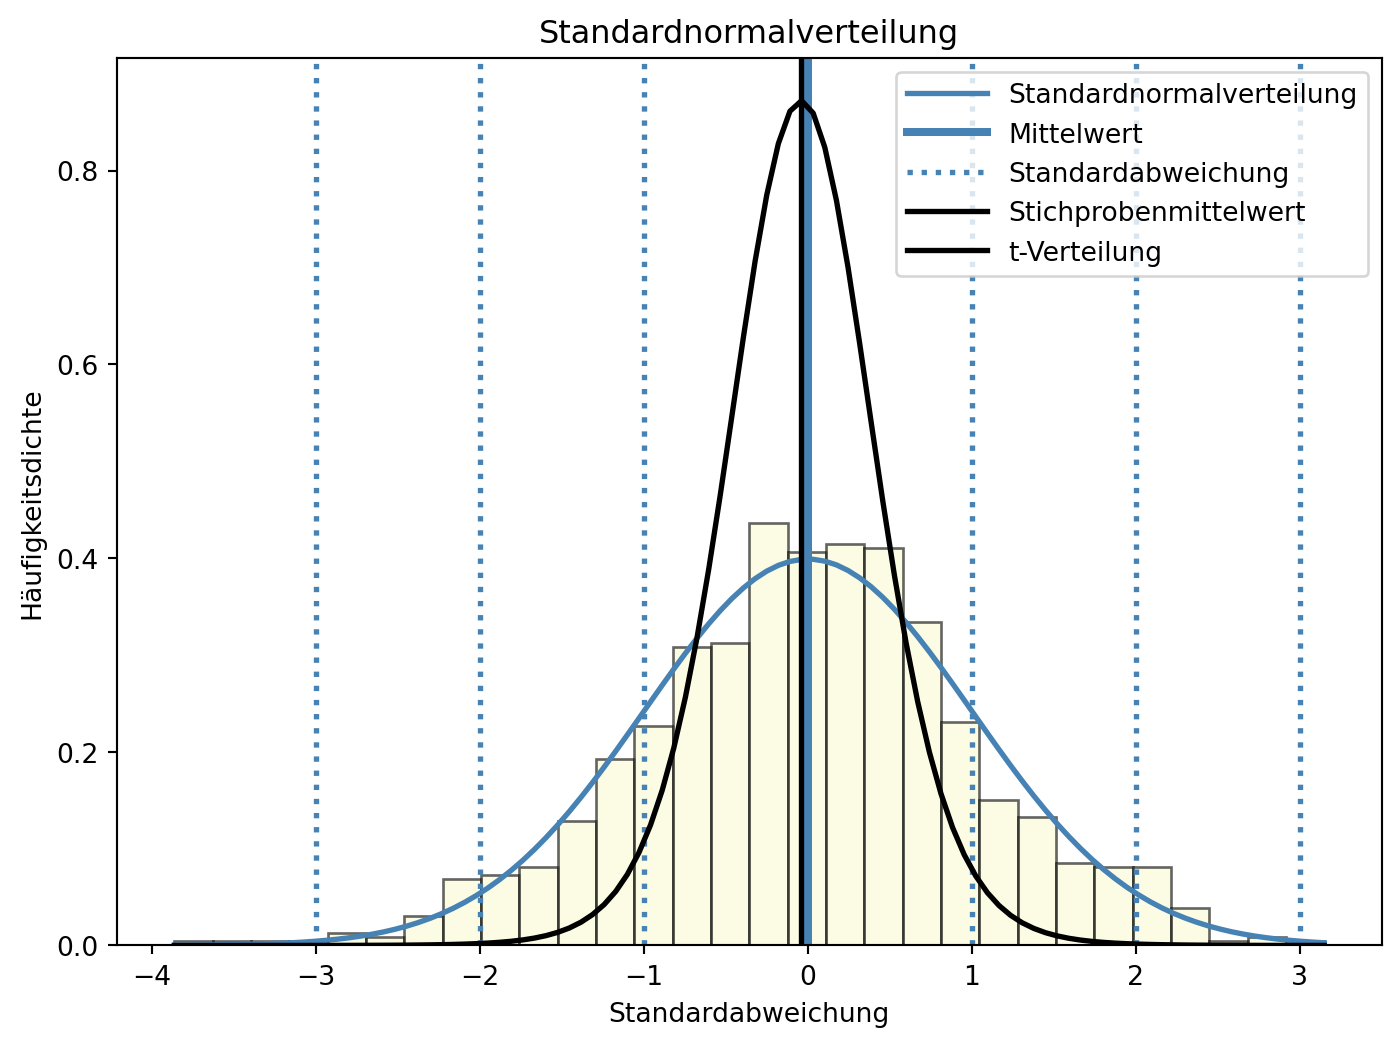 Standardnormalverteilung
Standardnormalverteilung
Mittelwert
Standardabweichung
Stichprobenmittelwert
t-Verteilung
Häufigkeitsdichte
0.8
0.6
0.4
0.2
0.0
−4 −3 −2 −1 0 1 2 3
Standardabweichung